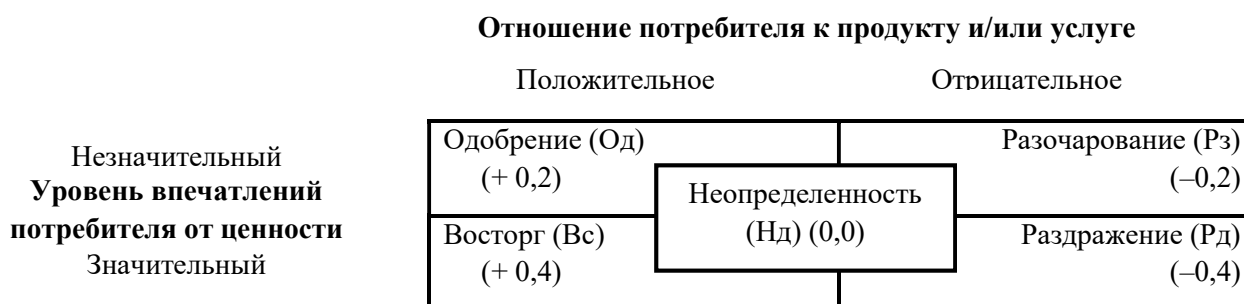 Отношение потребителя к продукту и/или услуге
Положительное Отрицательное
Незначительный
Уровень впечатлений
потребителя от ценности
Значительный
Одобрение (Од)
(+ 0,2)
Разочарование (Рз)
(–0,2)
Неопределенность
(Нд) (0,0)
Восторг (Вс)
(+ 0,4)
Раздражение (Рд)
(–0,4)